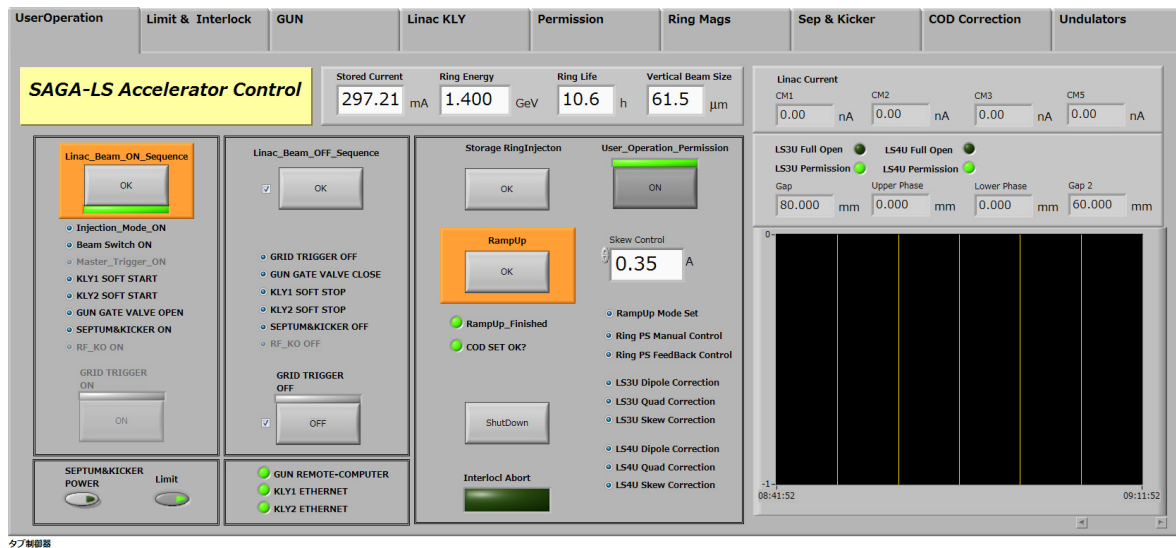 UserOperation
Limit & Interlock
GUN
Linac KLY
Permission
Ring Mags
Sep & Kicker
COD Correction
Undulators
SAGA-LS Accelerator Control
Stored Current
297.21 mA
Ring Energy
1.400 GeV
Ring Life
10.6 h
Vertical Beam Size
61.5 μm
Linac Current
CM1
CM2
CM3
CM5
0.00 nA
0.00 nA
0.00 nA
0.00 nA
Linac_Beam_ON_Sequence
OK
Injection_Mode_ON
Beam Switch ON
Master_Trigger_ON
KLY1 SOFT START
KLY2 SOFT START
GUN GATE VALVE OPEN
SEPTUM&KICKER ON
RF_KO ON
GRID TRIGGER
ON
ON
SEPTUM&KICKER
POWER
Limit
Linac_Beam_OFF_Sequence
OK
GRID TRIGGER OFF
GUN GATE VALVE CLOSE
KLY1 SOFT STOP
KLY2 SOFT STOP
SEPTUM&KICKER OFF
RF_KO OFF
GRID TRIGGER
OFF
OFF
GUN REMOTE-COMPUTER
KLY1 ETHERNET
KLY2 ETHERNET
Storage RingInjecton
OK
RampUp
OK
RampUp_Finished
COD SET OK?
ShutDown
Interlocl Abort
User_Operation_Permission
ON
Skew Control
0.35 A
RampUp Mode Set
Ring PS Manual Control
Ring PS FeedBack Control
LS3U Dipole Correction
LS3U Quad Correction
LS3U Skew Correction
LS4U Dipole Correction
LS4U Quad Correction
LS4U Skew Correction
LS3U Full Open
LS4U Full Open
LS3U Permission
LS4U Permission
Gap
Upper Phase
Lower Phase
Gap 2
80.000 mm
0.000 mm
0.000 mm
60.000 mm
0
-1
08:41:52
09:11:52
タブ制御器